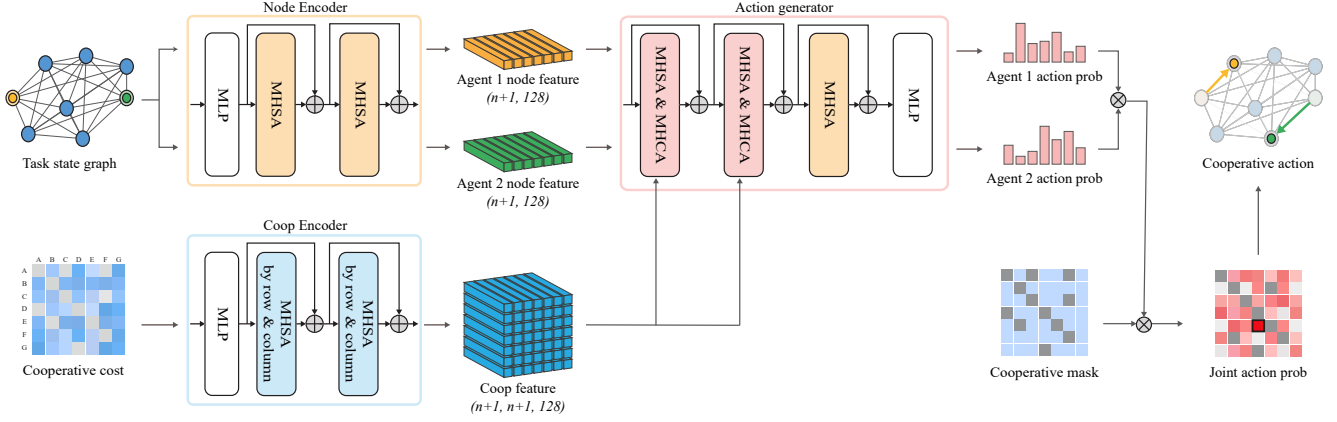 Node Encoder
MLP
MHSA
MHSA
Task state graph
Agent 1 node feature
(n+1, 128)
Agent 2 node feature
(n+1, 128)
Action generator
MHSA & MHCA
MHSA & MHCA
MHSA
MLP
Agent 1 action prob
Agent 2 action prob
Cooperative action
Coop Encoder
MLP
MHSA
by row & column
MHSA
by row & column
A B C D E F G
A
B
C
D
E
F
G
Cooperative cost
Coop feature
(n+1, n+1, 128)
Cooperative mask
Joint action prob